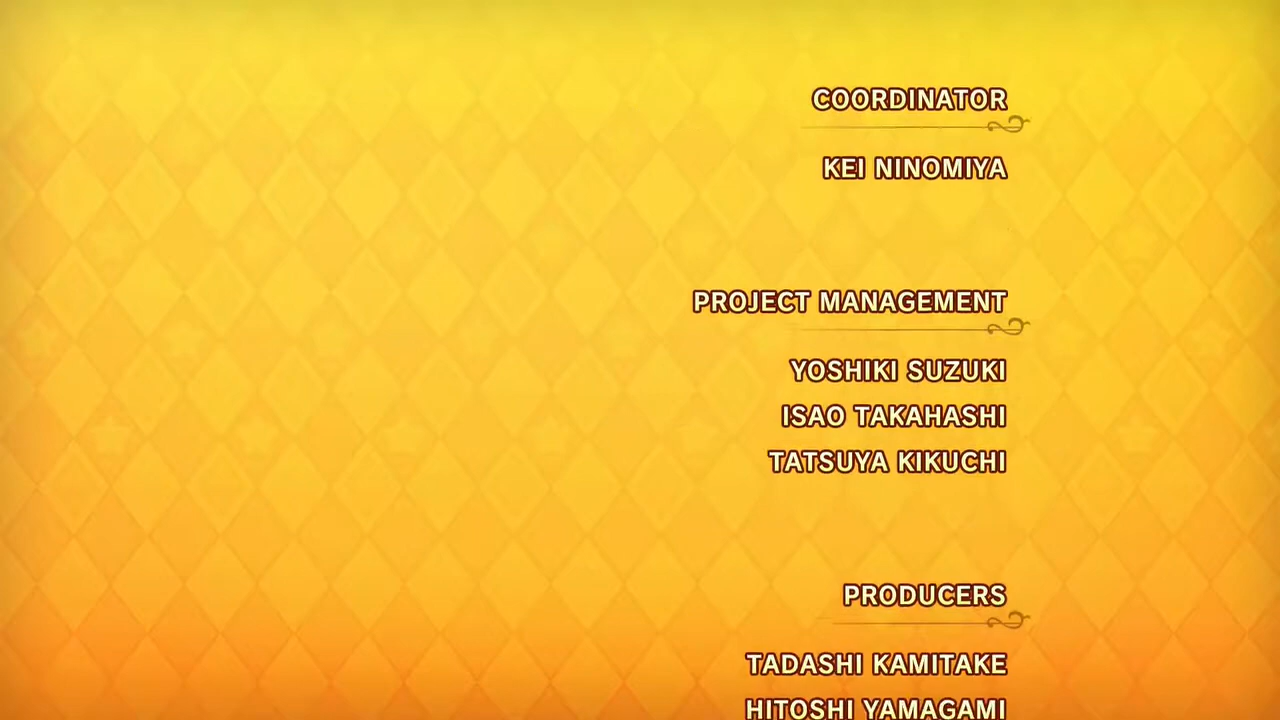 COORDINATOR
KEI NINOMIYA
PROJECT MANAGEMENT
YOSHIKI SUZUKI
ISAO TAKAHASHI
TATSUYA KIKUCHI
PRODUCERS
TADASHI KAMITAKE
HITOSHI YAMAGAMI